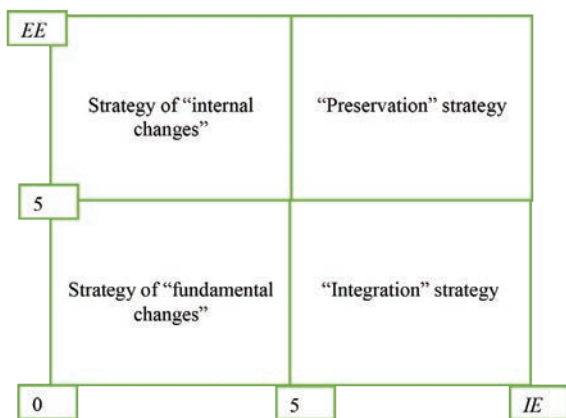 EE
Strategy of “internal
changes”
“Preservation” strategy
5
Strategy of “fundamental
changes”
“Integration” strategy
0
5
IE